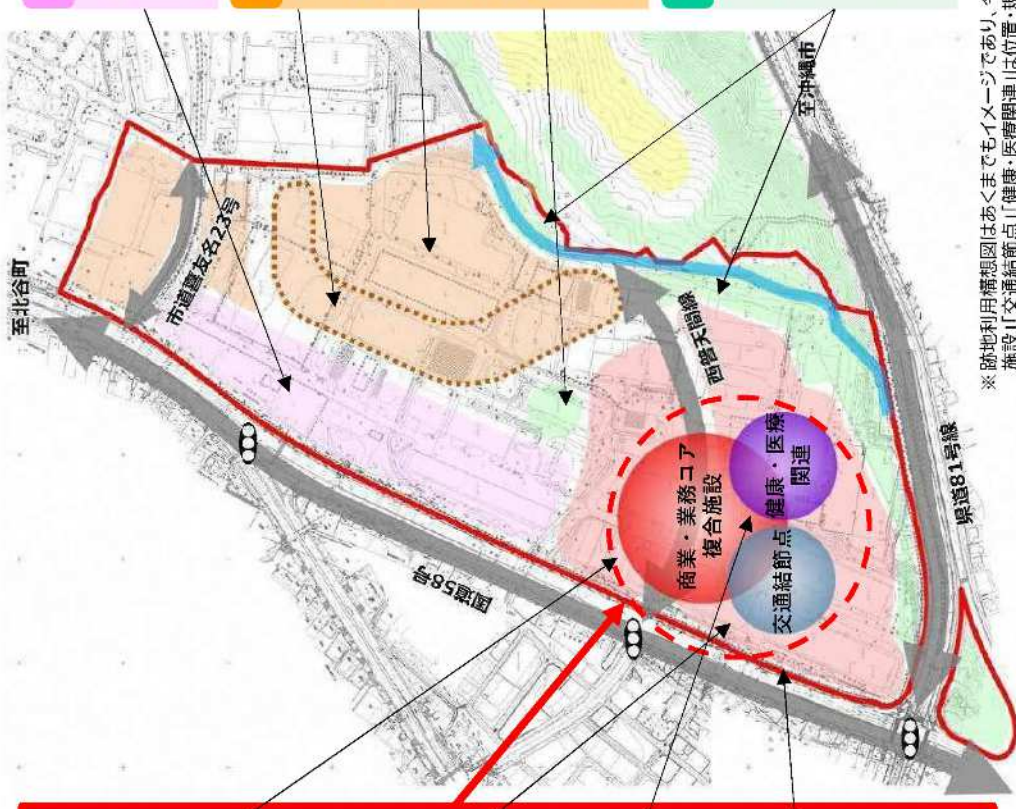 至北谷町
市道普友名23号
至沖縄市
西普天間線
国道58号
商業・業務コア
複合施設
健康・医療
関連
交通結節点
県道81号線
※跡地利用構想図はあくまでもイメージであり、
施設」「交通結節点」「健康・医療関連」は位置・